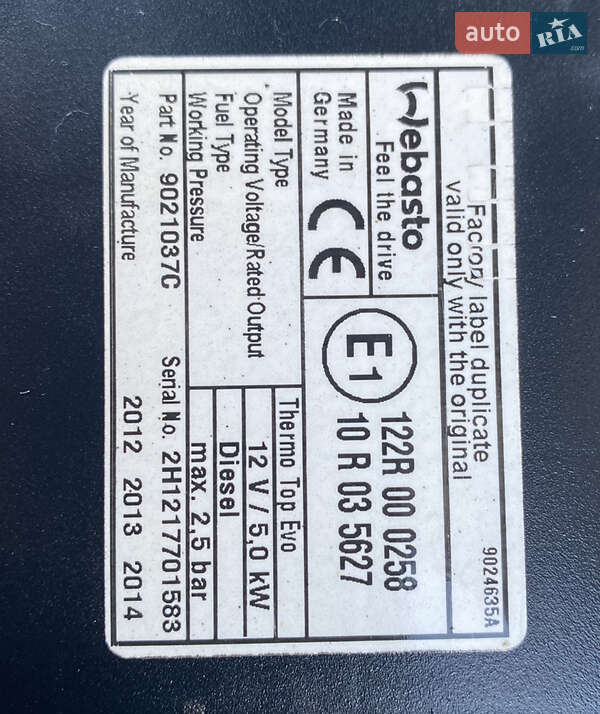 auto RIA.com
Facrory label duplicate
valid only with the original
9024635A
Webasto
Feel the drive
Made in
Germany
CE
E1
122R 00 0258
10 R 03 5627
Model Type Thermo Top Evo
Operating Voltage/Rated Output 12 V / 5,0 kW
Fuel Type Diesel
Working Pressure max. 2,5 bar
Part No. 9021037C Serial No. 2H1217701583
Year of Manufacture 2012 2013 2014